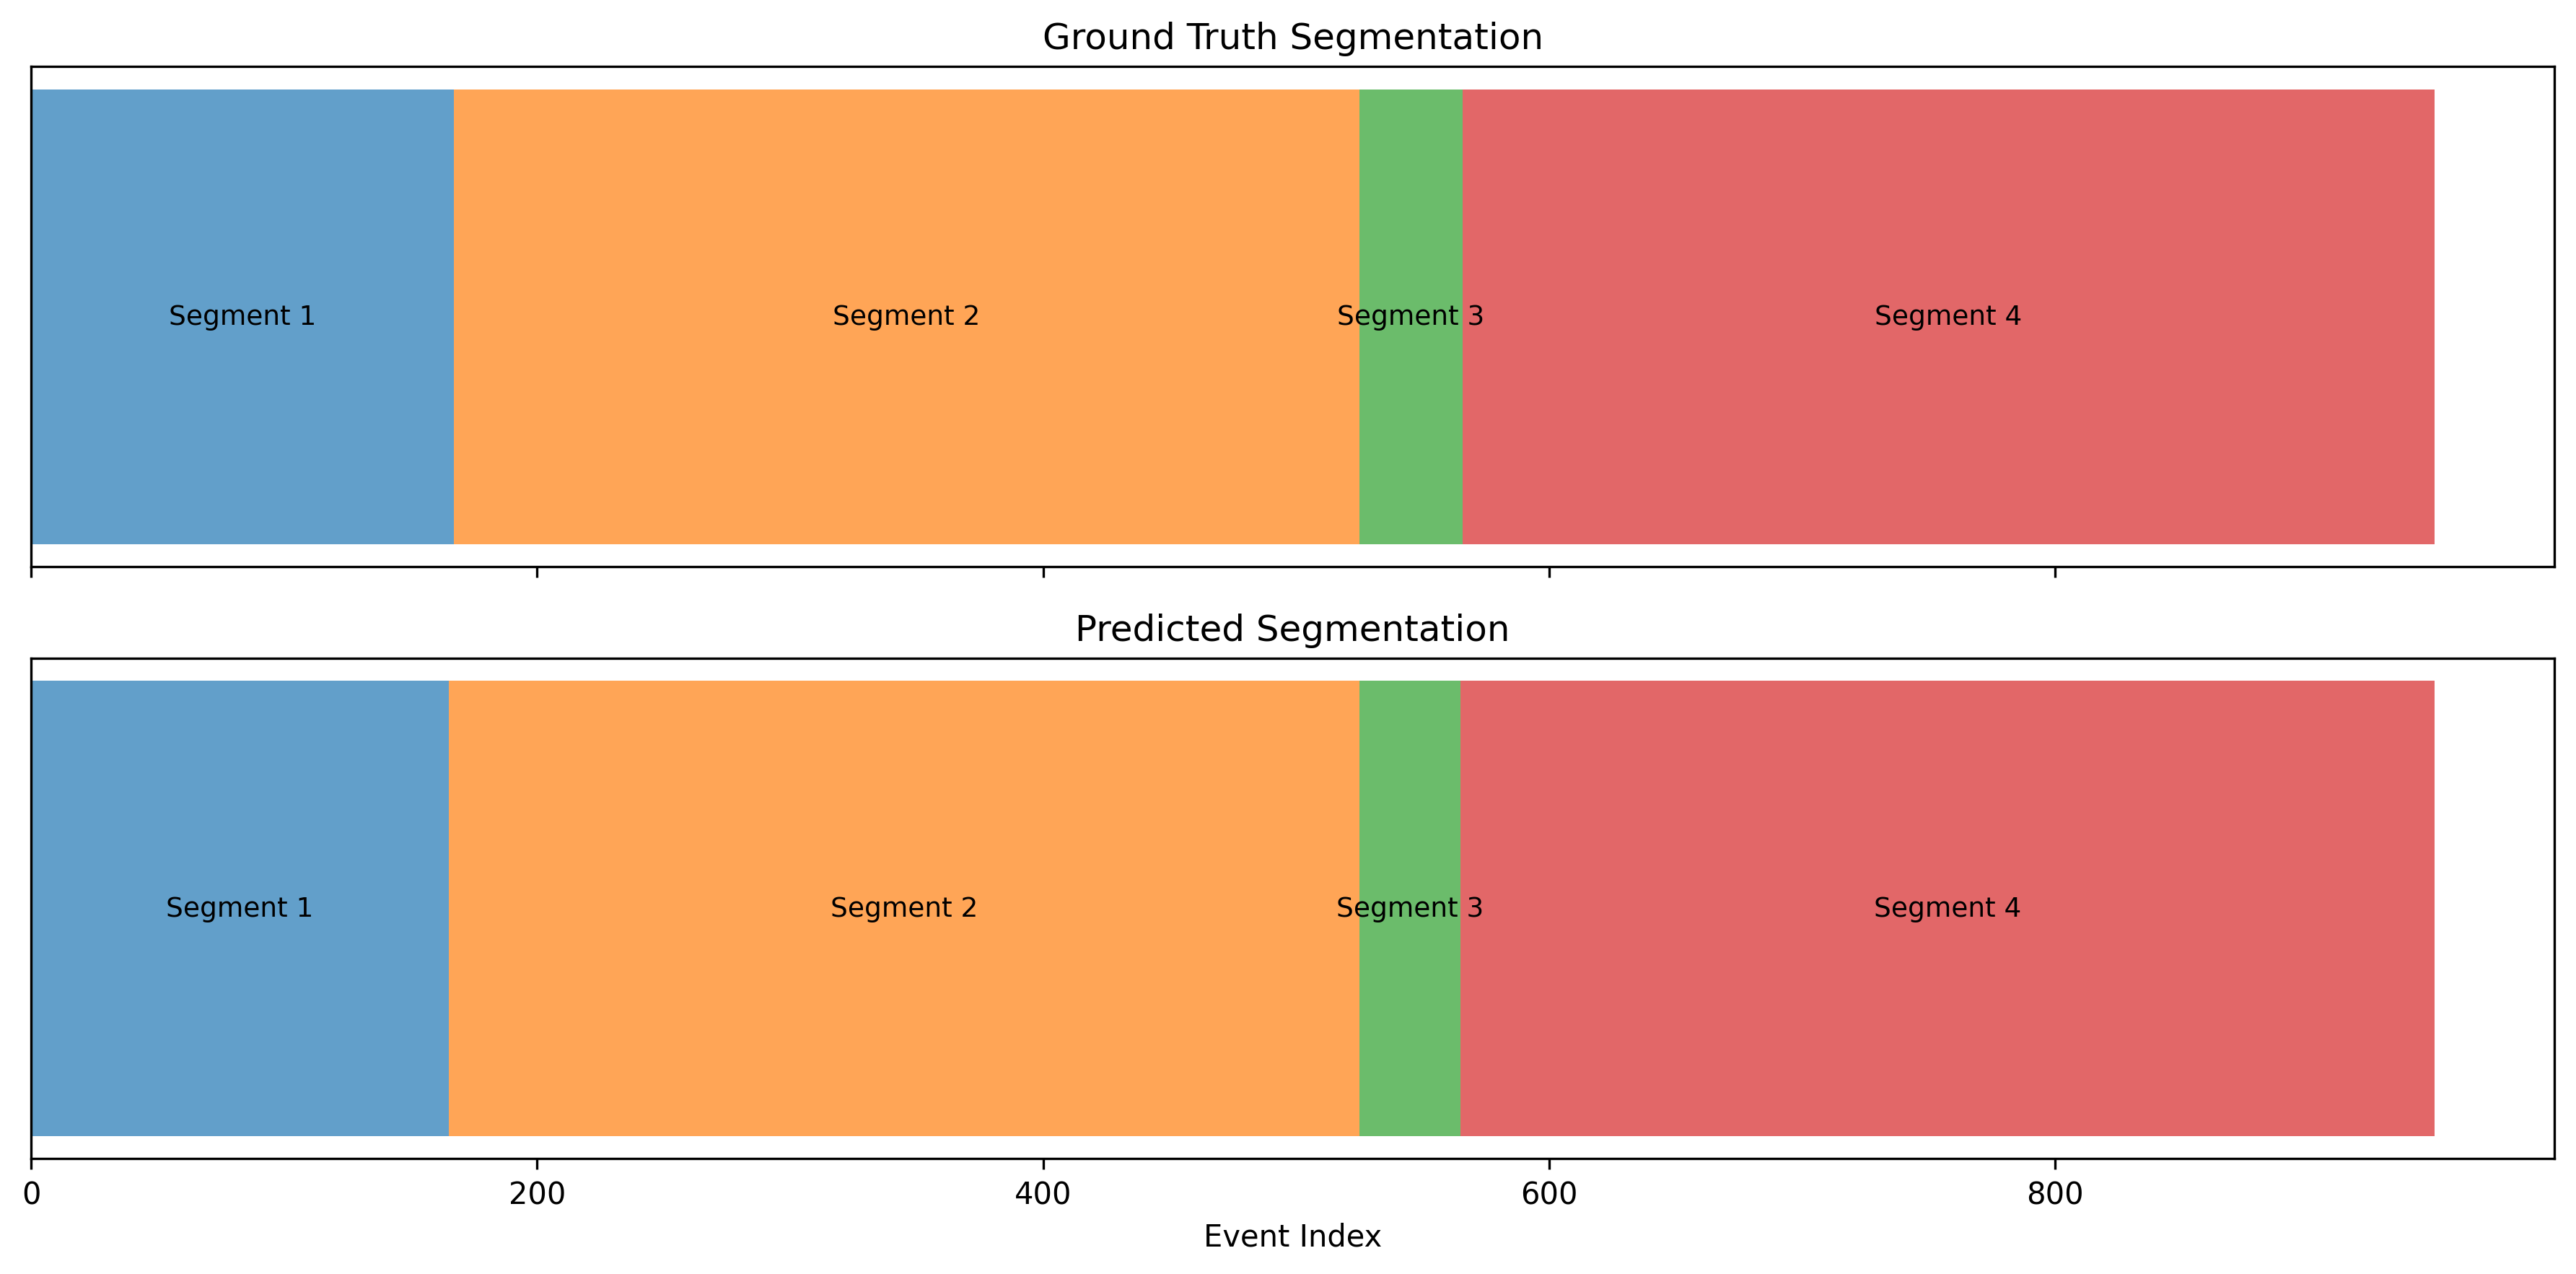 Ground Truth Segmentation
Segment 1 Segment 2 Segment 3 Segment 4
Predicted Segmentation
Segment 1 Segment 2 Segment 3 Segment 4
0 200 400 600 800
Event Index